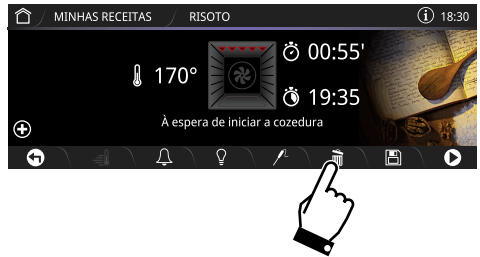 MINHAS RECEITAS RISOTO 18:30
00:55'
170°
19:35
À espera de iniciar a cozedura